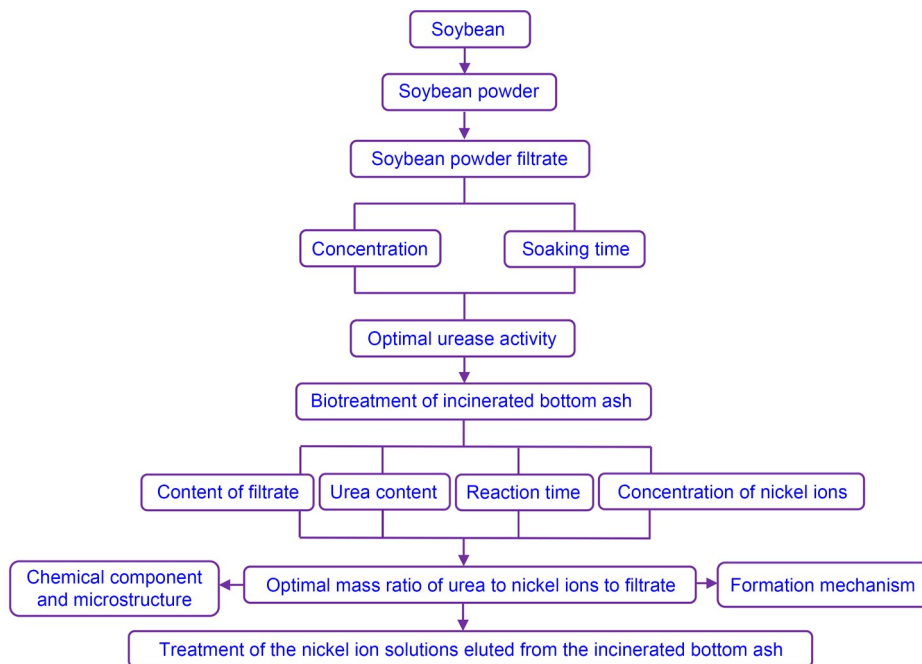 Soybean
Soybean powder
Soybean powder filtrate
Concentration
Soaking time
Optimal urease activity
Biotreatment of incinerated bottom ash
Content of filtrate
Urea content
Reaction time
Concentration of nickel ions
Chemical component
and microstructure
Optimal mass ratio of urea to nickel ions to filtrate
Formation mechanism
Treatment of the nickel ion solutions eluted from the incinerated bottom ash